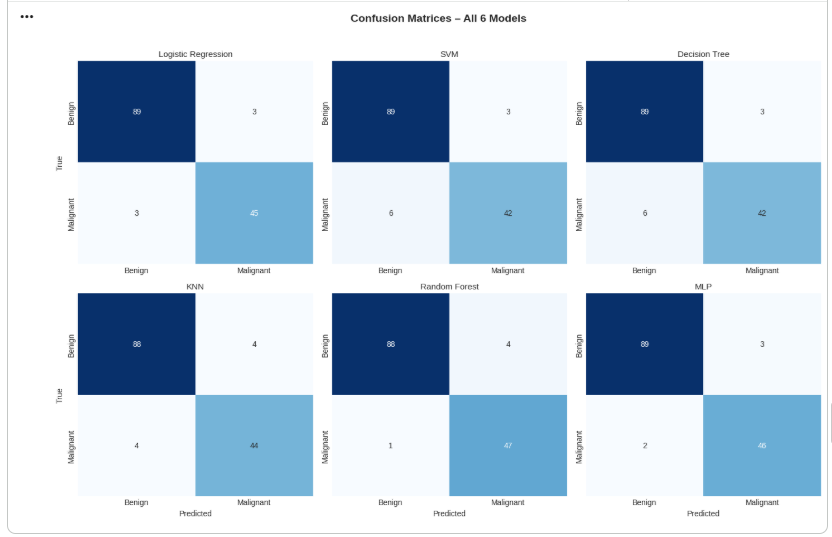 •••
Confusion Matrices – All 6 Models
Logistic Regression
SVM
Decision Tree
Benign
89
3
Benign
89
3
Benign
89
3
True
Malignant
3
45
Malignant
6
42
Malignant
6
42
Benign
Malignant
Benign
Malignant
Benign
Malignant
KNN
Random Forest
MLP
Benign
88
4
Benign
88
4
Benign
89
3
True
Malignant
4
44
Malignant
1
47
Malignant
2
46
Benign
Malignant
Benign
Malignant
Benign
Malignant
Predicted
Predicted
Predicted